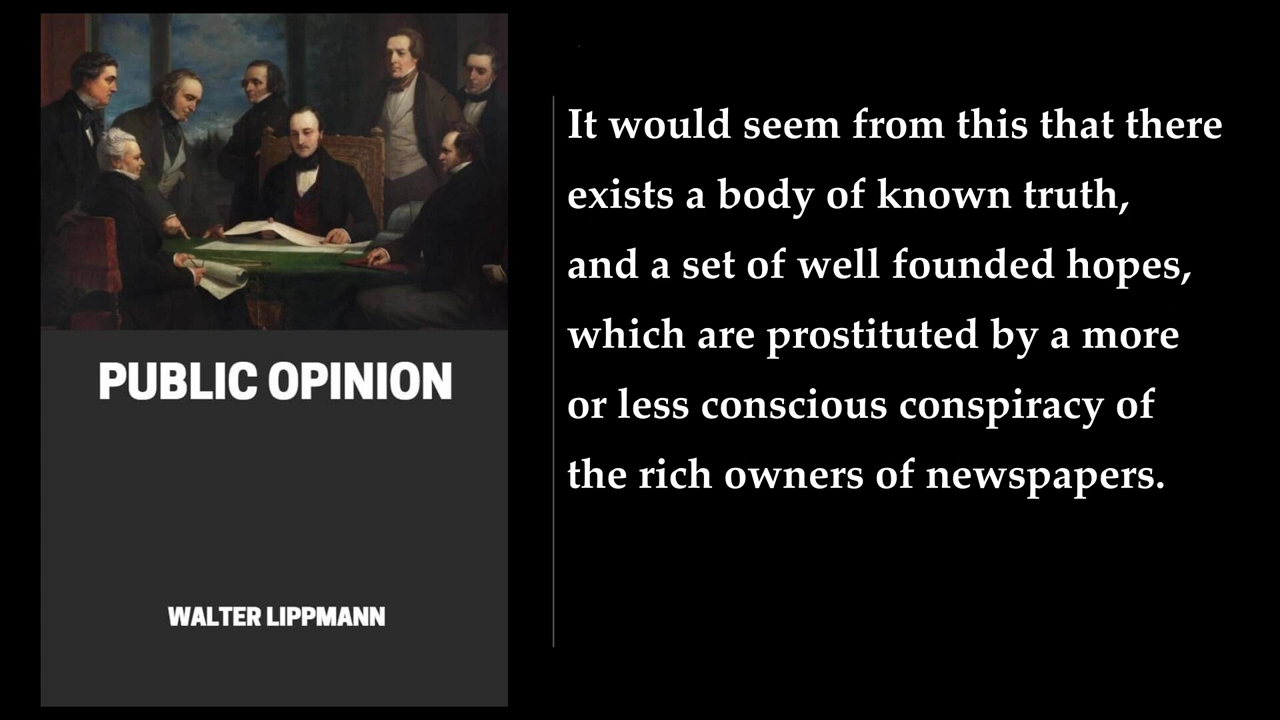 PUBLIC OPINION
WALTER LIPPMANN
It would seem from this that there
exists a body of known truth,
and a set of well founded hopes,
which are prostituted by a more
or less conscious conspiracy of
the rich owners of newspapers.